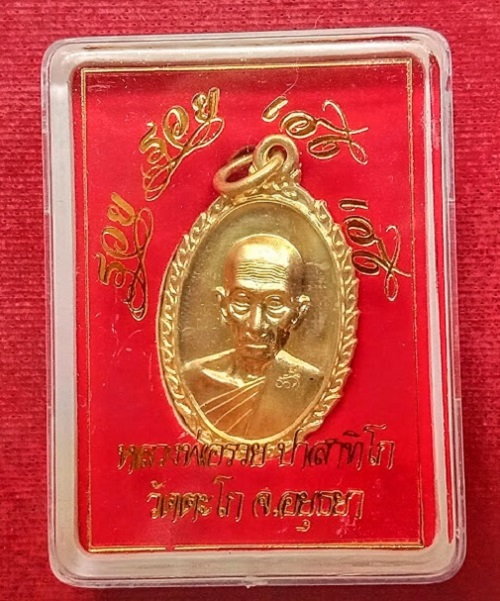 รวย รวย เฮง เฮง
หลวงพ่อรวย ปาสาทิโก
วัดตะโก จ.อยุธยา